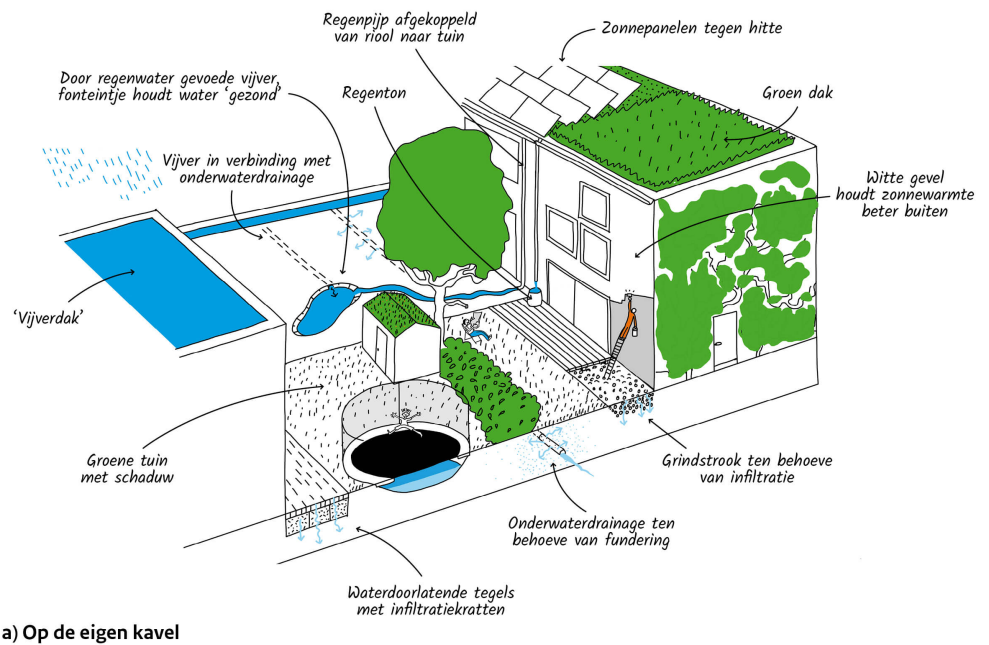 Regenpijp afgekoppeld
van riool naar tuin
Zonnepanelen tegen hitte
Door regenwater gevoede vijver,
fonteintje houdt water ‘gezond’
Regenton
Groen dak
Vijver in verbinding met
onderwaterdrainage
Witte gevel
houdt zonnewarmte
beter buiten
‘Vijverdak’
Groene tuin
met schaduw
Grindstrook ten behoeve
van infiltratie
Onderwaterdrainage ten
behoeve van fundering
Waterdoorlatende tegels
met infiltratiekratten
a) Op de eigen kavel